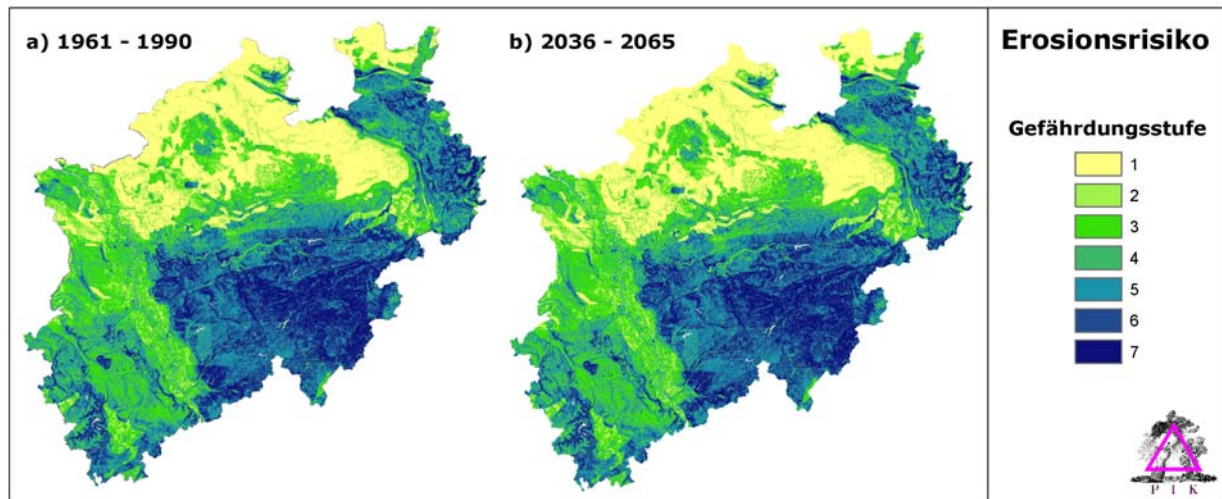 a) 1961 - 1990
b) 2036 - 2065
Erosionsrisiko
Gefährdungsstufe
1
2
3
4
5
6
7
P I K